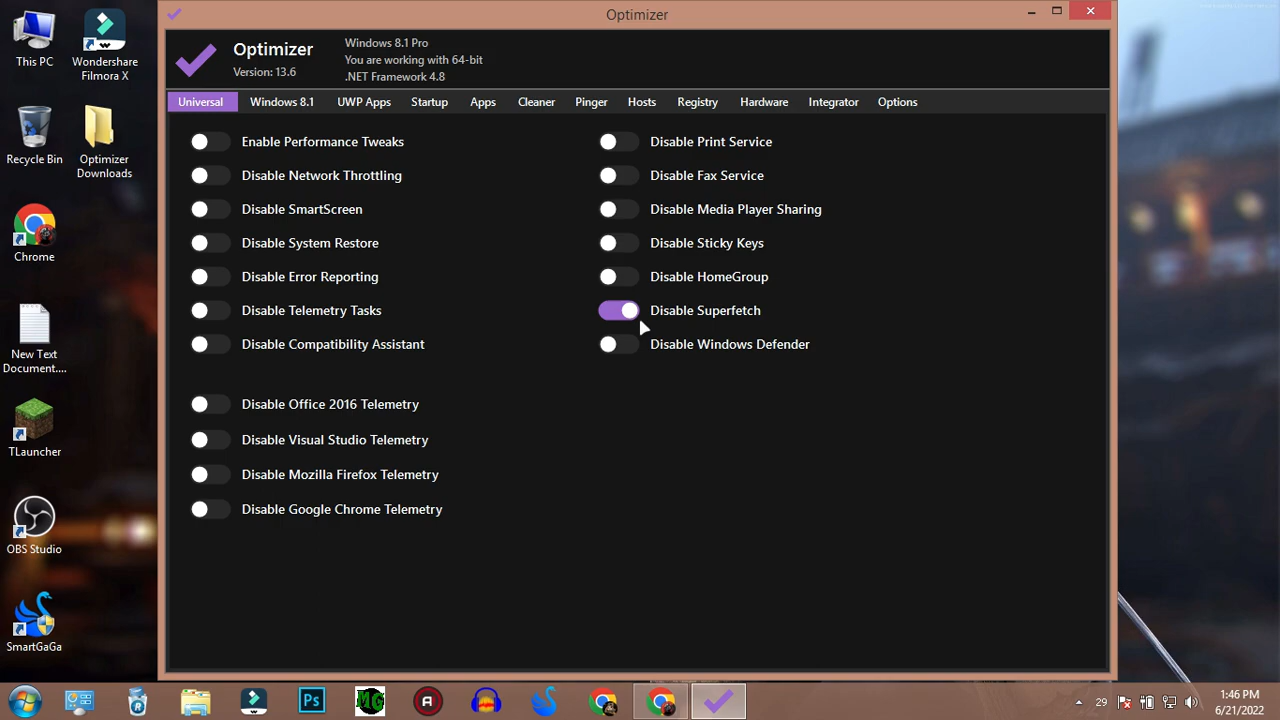 Optimizer
This PC
Wondershare
Filmora X
Recycle Bin
Optimizer
Downloads
Chrome
New Text
Document....
TLauncher
OBS Studio
SmartGaGa
Optimizer
Version: 13.6
Windows 8.1 Pro
You are working with 64-bit
.NET Framework 4.8
Universal
Windows 8.1
UWP Apps
Startup
Apps
Cleaner
Pinger
Hosts
Registry
Hardware
Integrator
Options
Enable Performance Tweaks
Disable Network Throttling
Disable SmartScreen
Disable System Restore
Disable Error Reporting
Disable Telemetry Tasks
Disable Compatibility Assistant
Disable Office 2016 Telemetry
Disable Visual Studio Telemetry
Disable Mozilla Firefox Telemetry
Disable Google Chrome Telemetry
Disable Print Service
Disable Fax Service
Disable Media Player Sharing
Disable Sticky Keys
Disable HomeGroup
Disable Superfetch
Disable Windows Defender
Ps
MG
29
1:46 PM
6/21/2022